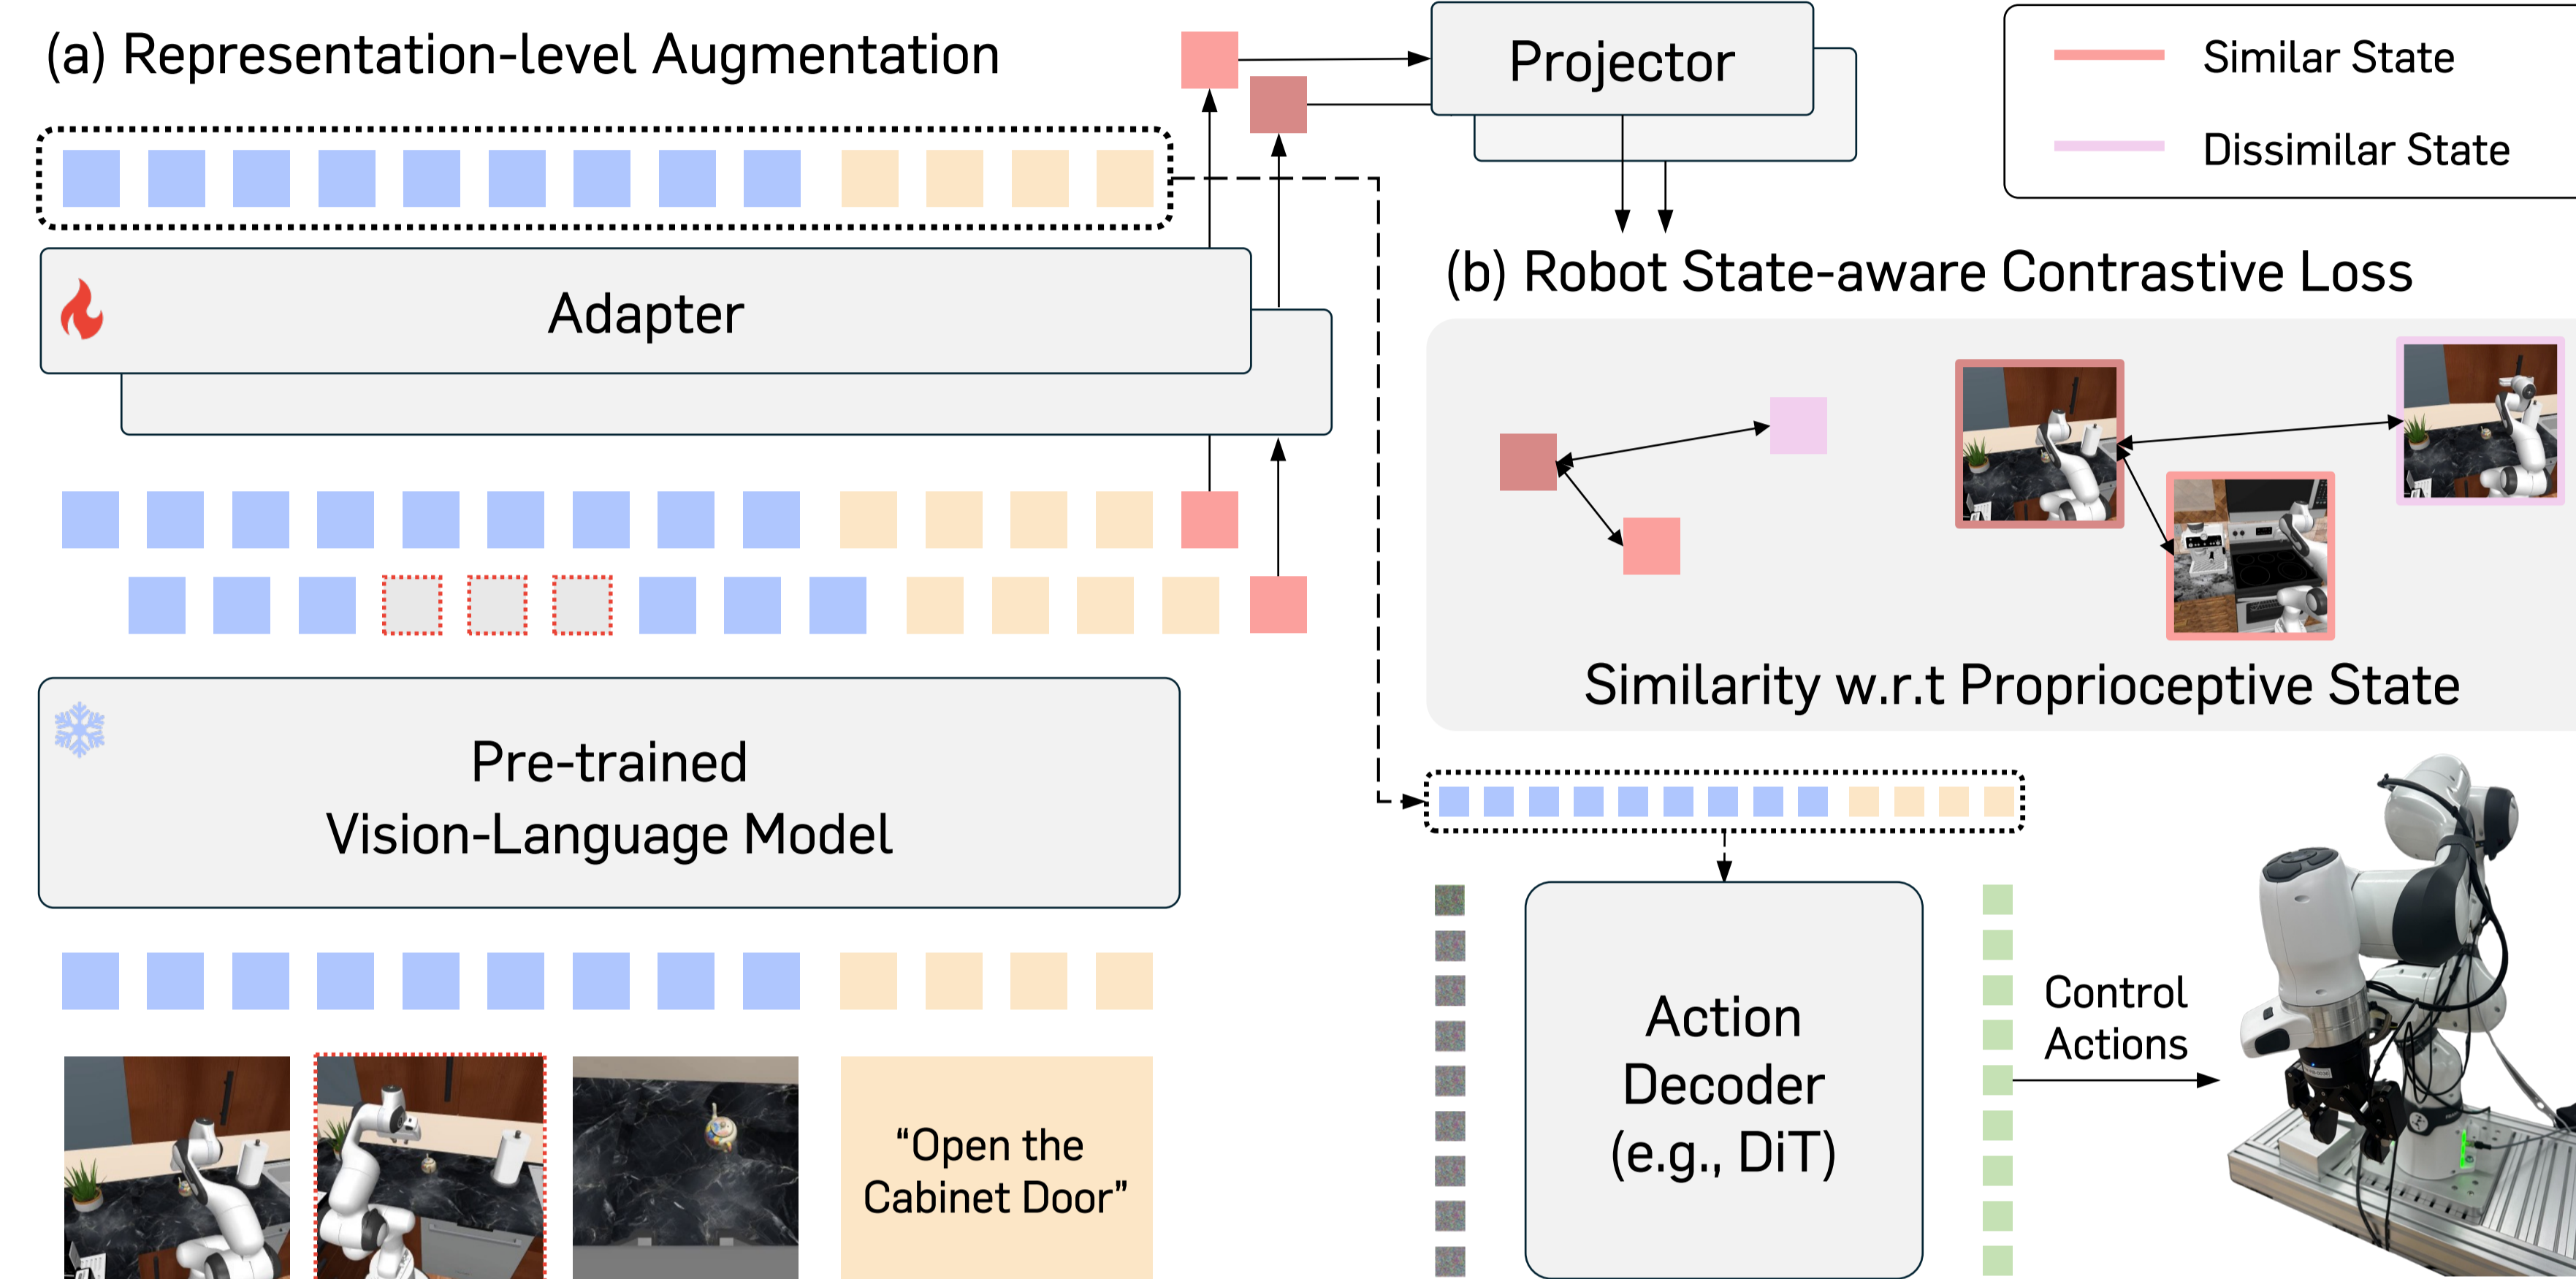 (a) Representation-level Augmentation
Projector
Similar State
Dissimilar State
Adapter
(b) Robot State-aware Contrastive Loss
Similarity w.r.t Proprioceptive State
Pre-trained
Vision-Language Model
Action
Decoder
(e.g., DiT)
Control
Actions
“Open the
Cabinet Door”